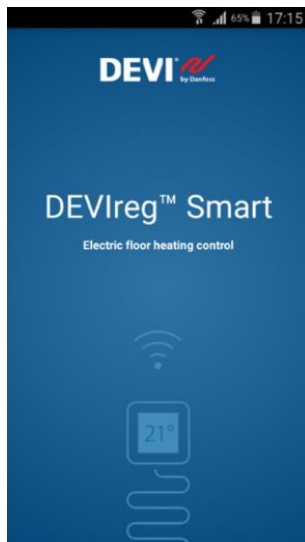 65% 17:15
DEVI®
by Danfoss
DEVIreg™ Smart
Electric floor heating control
21°